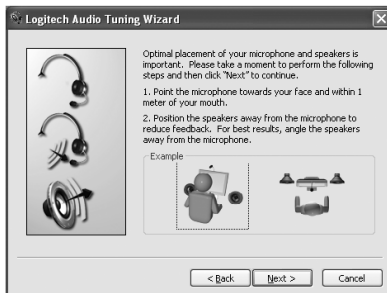 Logitech Audio Tuning Wizard
Optimal placement of your microphone and speakers is
important. Please take a moment to perform the following
steps and then click "Next" to continue.
1. Point the microphone towards your face and within 1
meter of your mouth.
2. Position the speakers away from the microphone to
reduce feedback. For best results, angle the speakers
away from the microphone.
Example
< Back
Next >
Cancel